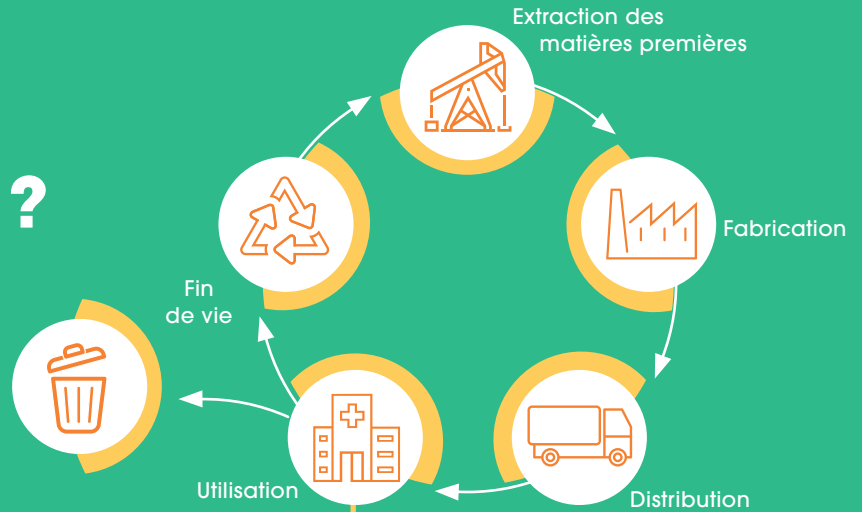 Extraction des
matières premières
?
Fabrication
Fin
de vie
Utilisation
Distribution